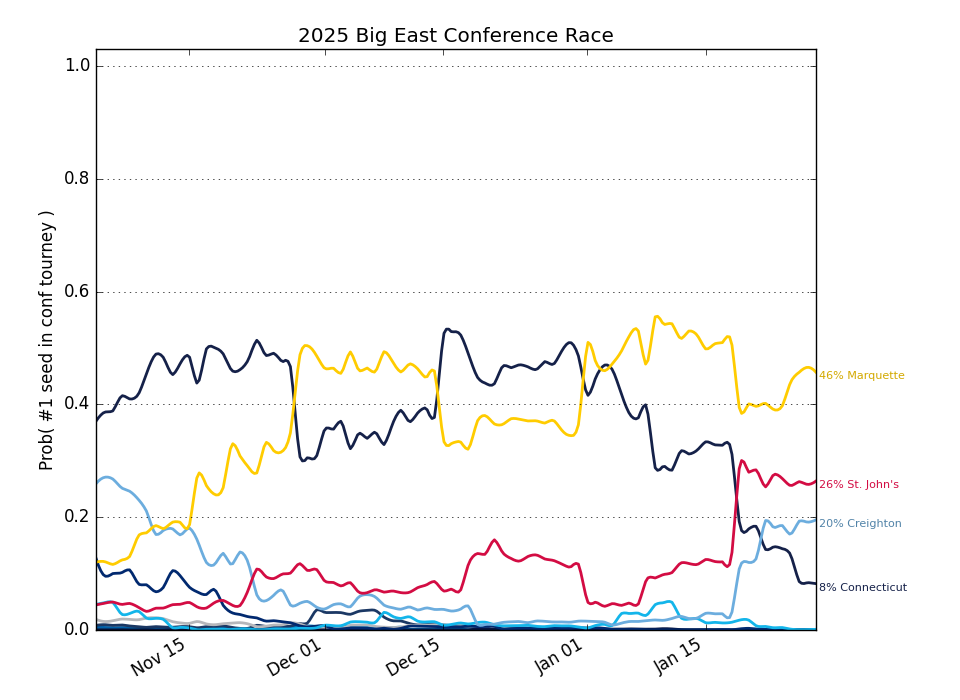 2025 Big East Conference Race
Prob( #1 seed in conf tourney )
1.0
0.8
0.6
0.4
0.2
0.0
46% Marquette
26% St. John's
20% Creighton
8% Connecticut
Nov 15
Dec 01
Dec 15
Jan 01
Jan 15